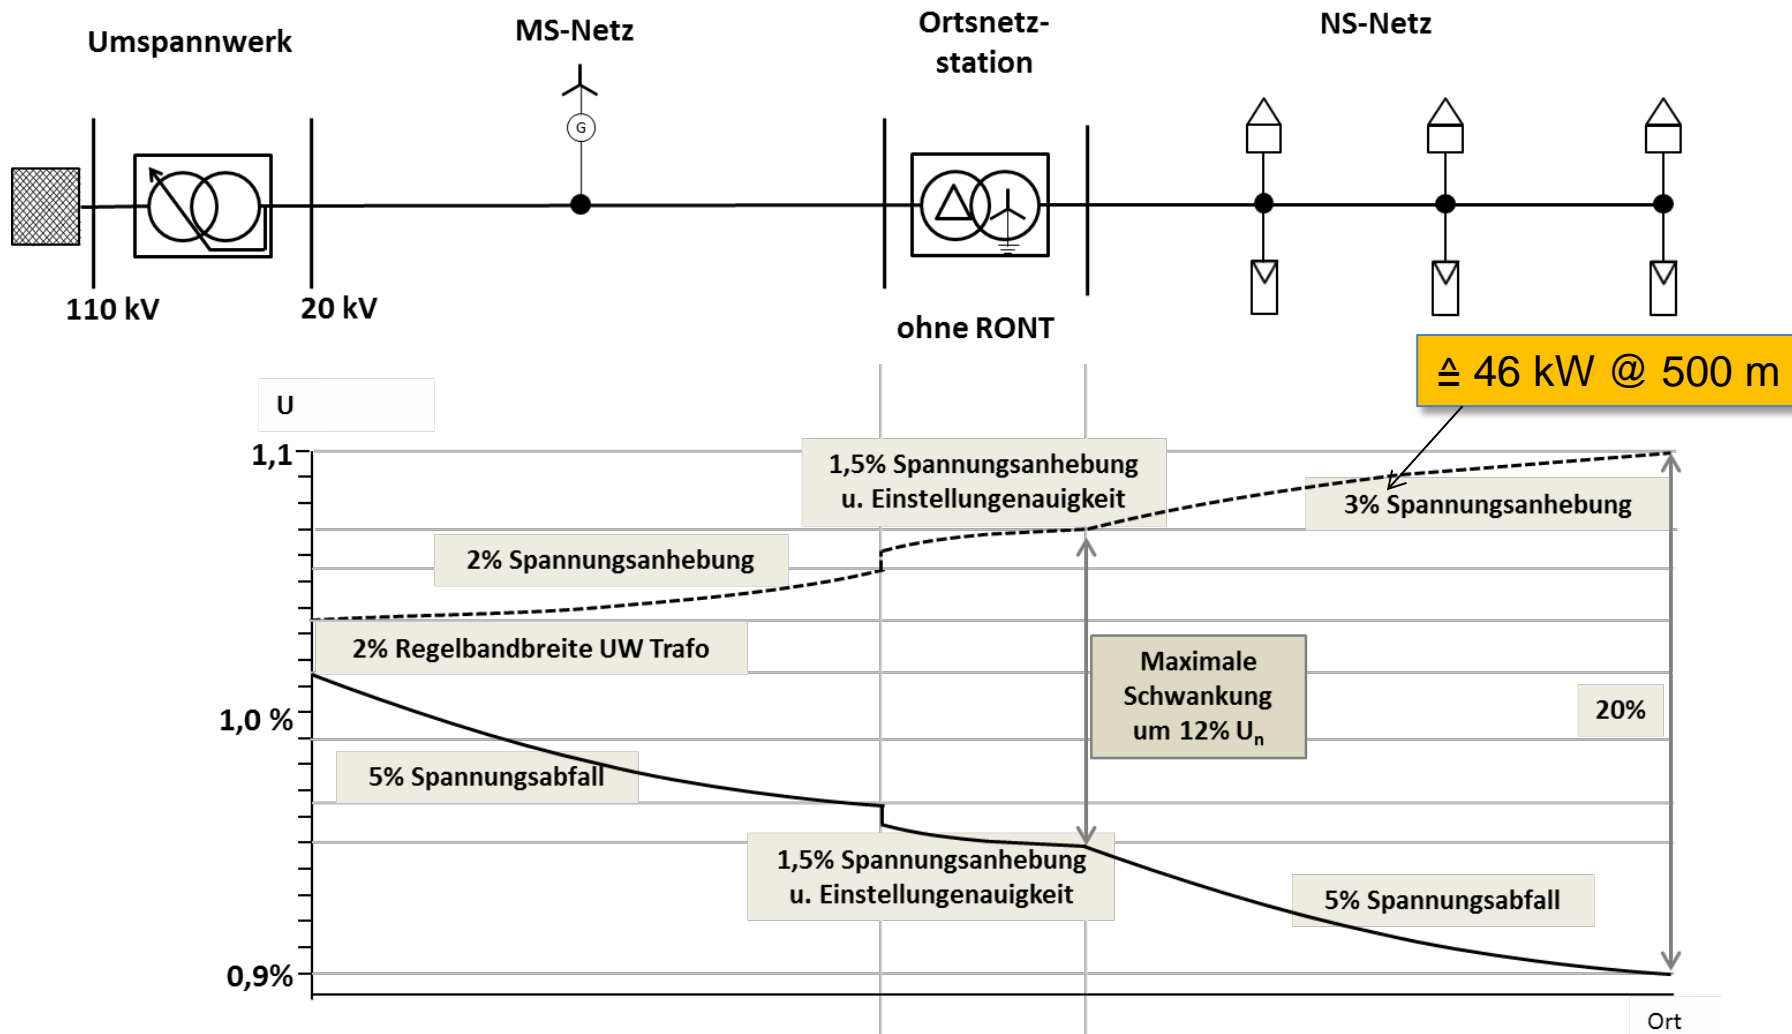 Umspannwerk
MS-Netz
Ortsnetz-
station
NS-Netz
G
110 kV
20 kV
ohne RONT
≙ 46 kW @ 500 m
U
1,1
1,5% Spannungsanhebung
u. Einstellungenauigkeit
3% Spannungsanhebung
2% Spannungsanhebung
2% Regelbandbreite UW Trafo
Maximale
Schwankung
um 12% Uₙ
20%
1,0 %
5% Spannungsabfall
1,5% Spannungsanhebung
u. Einstellungenauigkeit
5% Spannungsabfall
0,9%
Ort